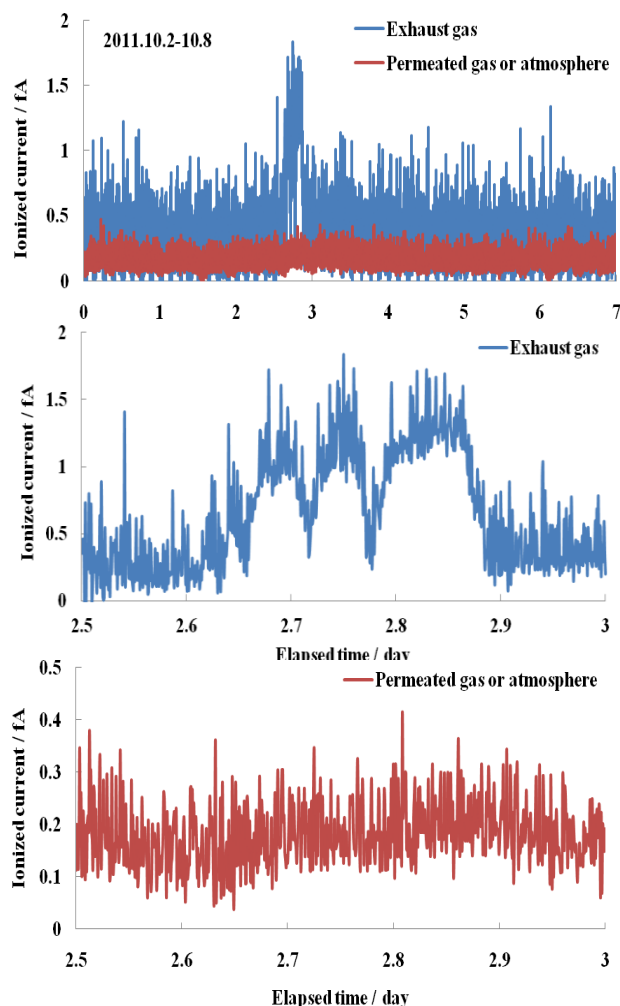 2011.10.2-10.8
Exhaust gas
Permeated gas or atmosphere
Ionized current / fA
2
1.5
1
0.5
0
0 1 2 3 4 5 6 7
Exhaust gas
Ionized current / fA
2
1.5
1
0.5
0
2.5 2.6 2.7 2.8 2.9 3
Elapsed time / day
Permeated gas or atmosphere
Ionized current / fA
0.5
0.4
0.3
0.2
0.1
0
2.5 2.6 2.7 2.8 2.9 3
Elapsed time / day